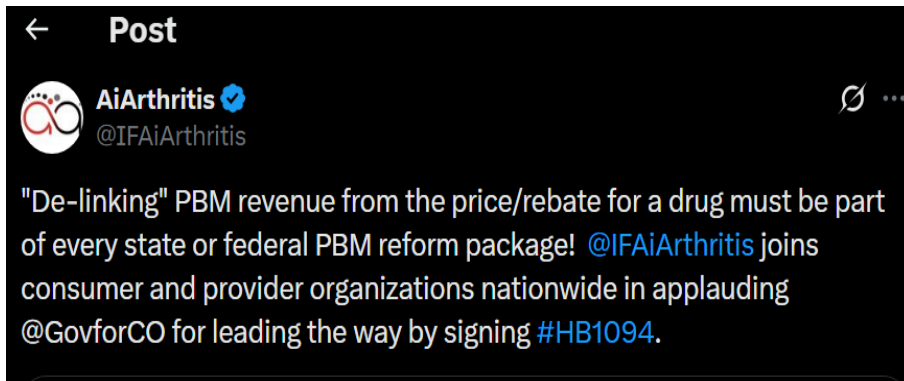 Post
AiArthritis
@IFAiArthritis
"De-linking" PBM revenue from the price/rebate for a drug must be part
of every state or federal PBM reform package! @IFAiArthritis joins
consumer and provider organizations nationwide in applauding
@GovforCO for leading the way by signing #HB1094.